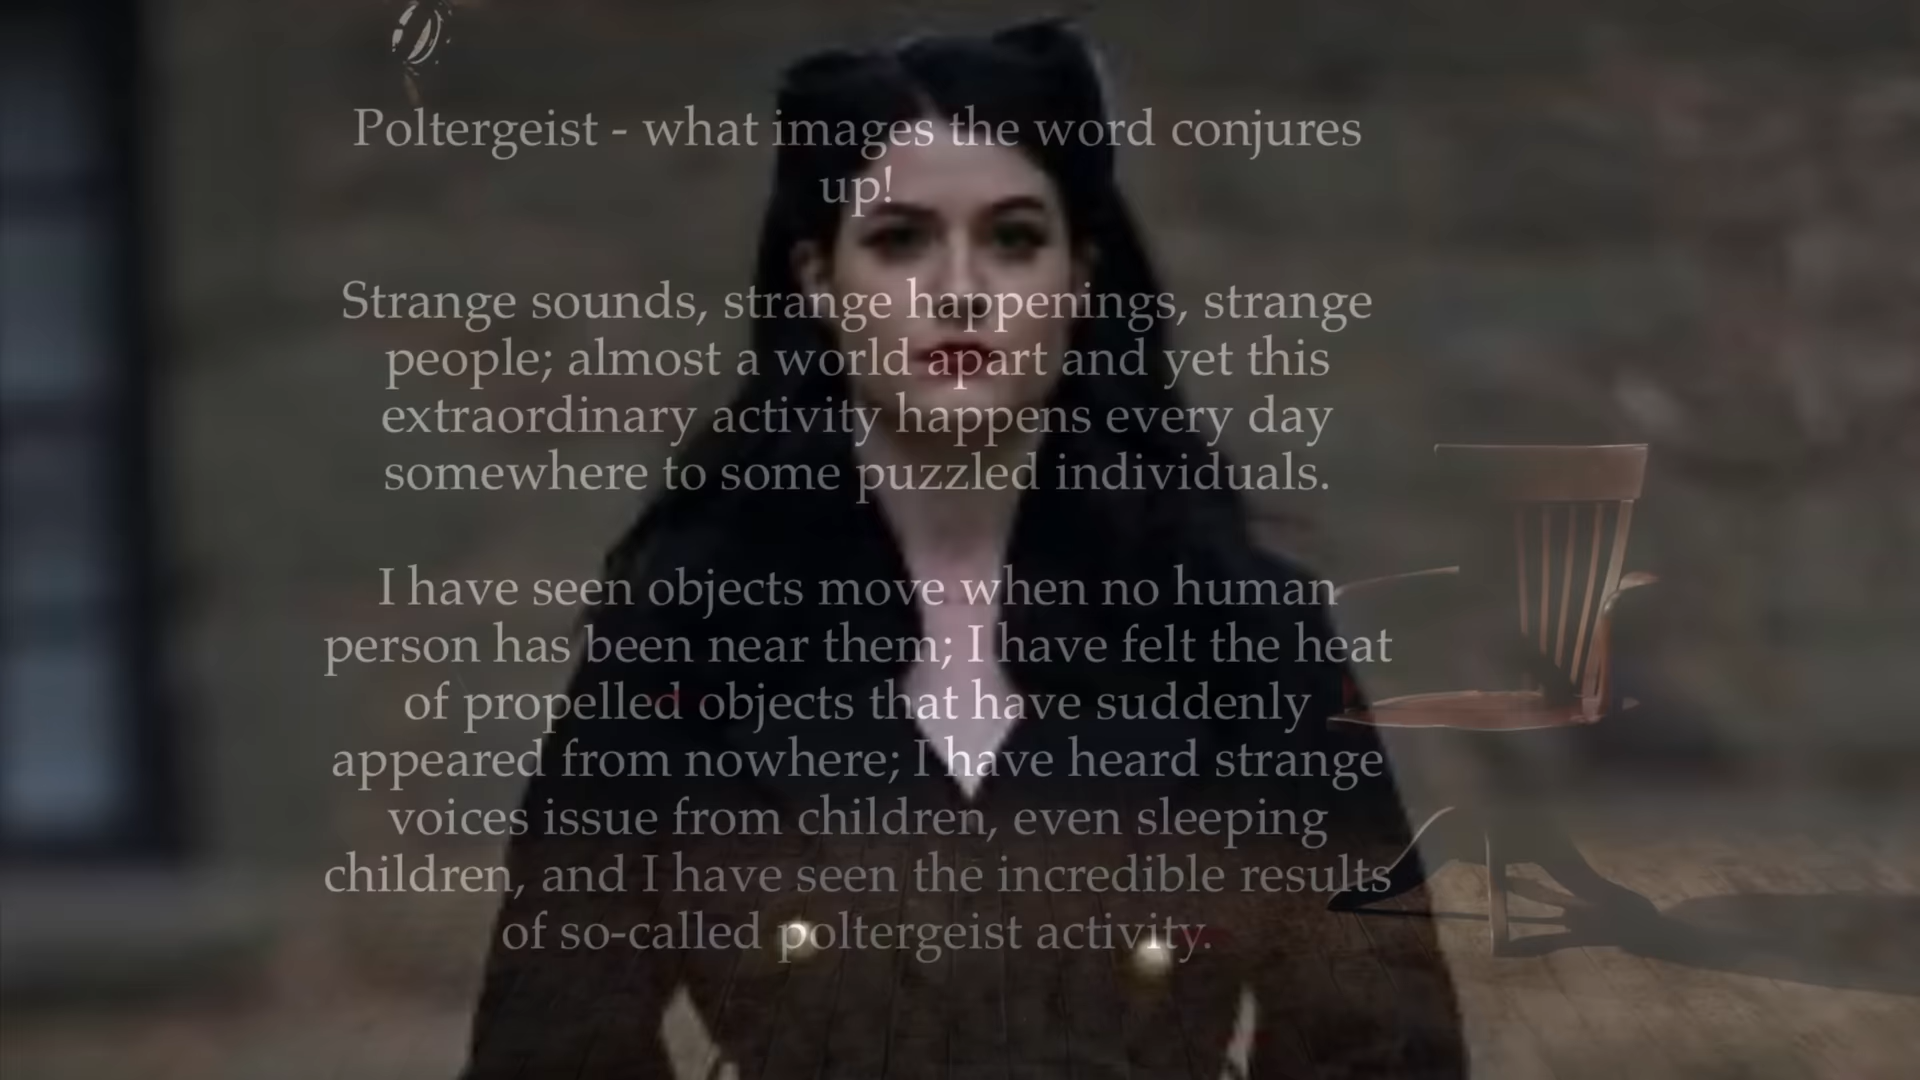 Poltergeist - what images the word conjures
up!
Strange sounds, strange happenings, strange
people; almost a world apart and yet this
extraordinary activity happens every day
somewhere to some puzzled individuals.
I have seen objects move when no human
person has been near them; I have felt the heat
of propelled objects that have suddenly
appeared from nowhere; I have heard strange
voices issue from children, even sleeping
children, and I have seen the incredible results
of so-called poltergeist activity.